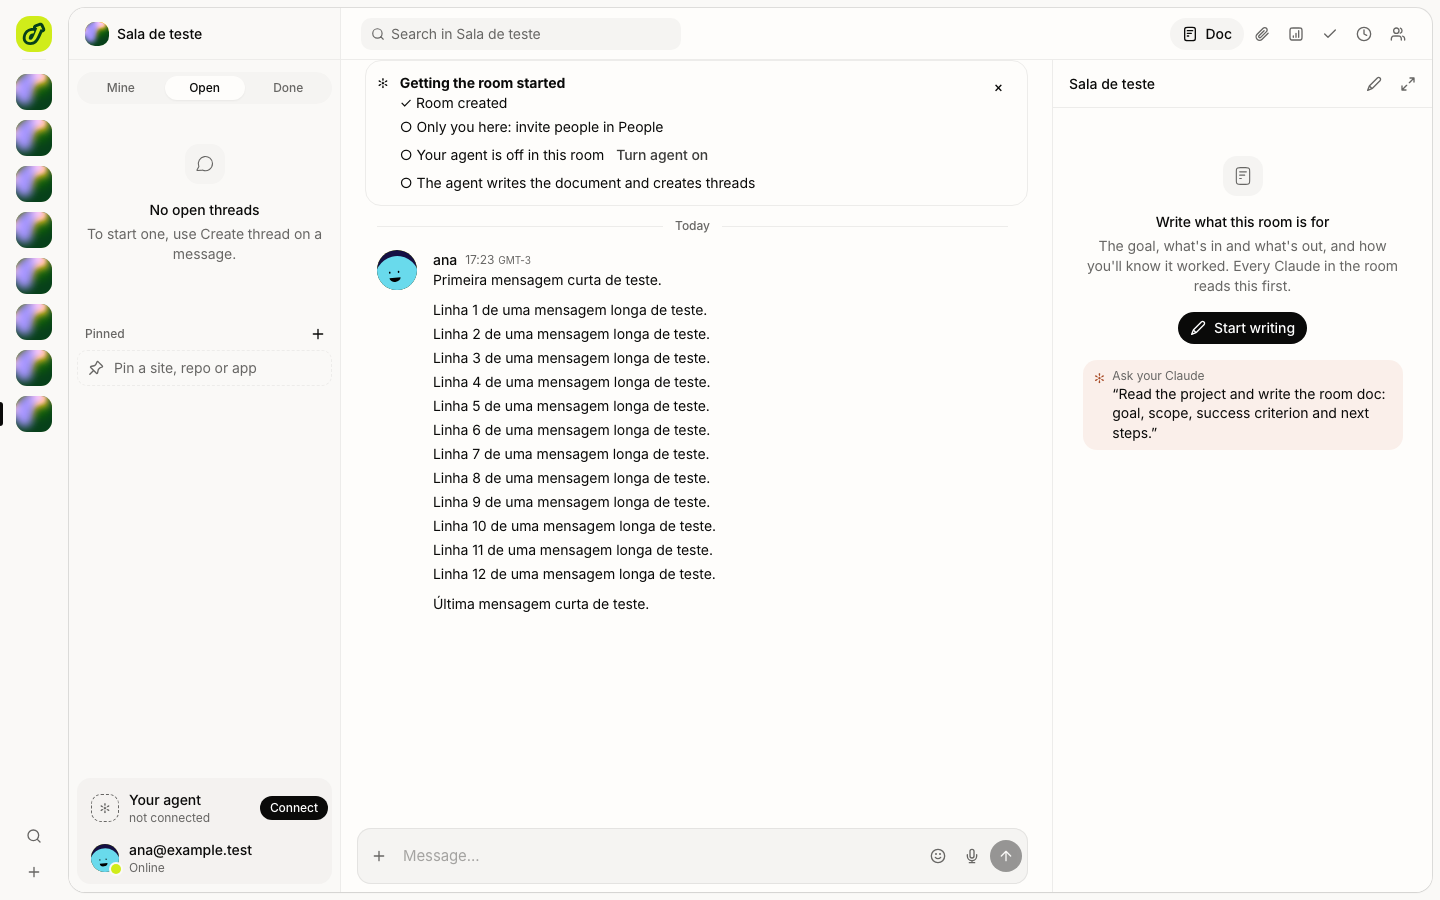 Sala de teste
Search in Sala de teste
Doc
Mine
Open
Done
No open threads
To start one, use Create thread on a
message.
Pinned
Pin a site, repo or app
Your agent
not connected
Connect
ana@example.test
Online
Getting the room started
✓ Room created
Only you here: invite people in People
Your agent is off in this room Turn agent on
The agent writes the document and creates threads
Today
ana 17:23 GMT-3
Primeira mensagem curta de teste.
Linha 1 de uma mensagem longa de teste.
Linha 2 de uma mensagem longa de teste.
Linha 3 de uma mensagem longa de teste.
Linha 4 de uma mensagem longa de teste.
Linha 5 de uma mensagem longa de teste.
Linha 6 de uma mensagem longa de teste.
Linha 7 de uma mensagem longa de teste.
Linha 8 de uma mensagem longa de teste.
Linha 9 de uma mensagem longa de teste.
Linha 10 de uma mensagem longa de teste.
Linha 11 de uma mensagem longa de teste.
Linha 12 de uma mensagem longa de teste.
Última mensagem curta de teste.
Message...
Sala de teste
Write what this room is for
The goal, what's in and what's out, and how
you'll know it worked. Every Claude in the room
reads this first.
Start writing
Ask your Claude
“Read the project and write the room doc:
goal, scope, success criterion and next
steps.”